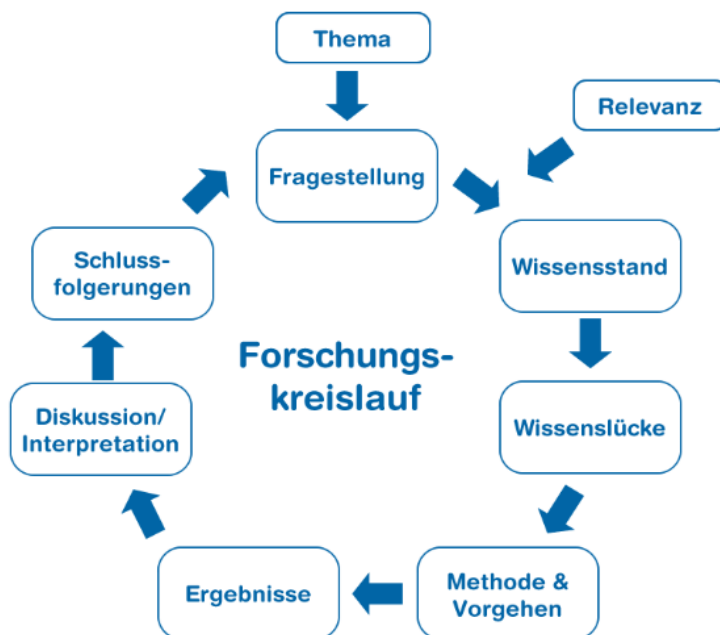 Thema
Relevanz
Fragestellung
Wissensstand
Wissenslücke
Methode &
Vorgehen
Ergebnisse
Diskussion/
Interpretation
Schluss-
folgerungen
Forschungs-
kreislauf